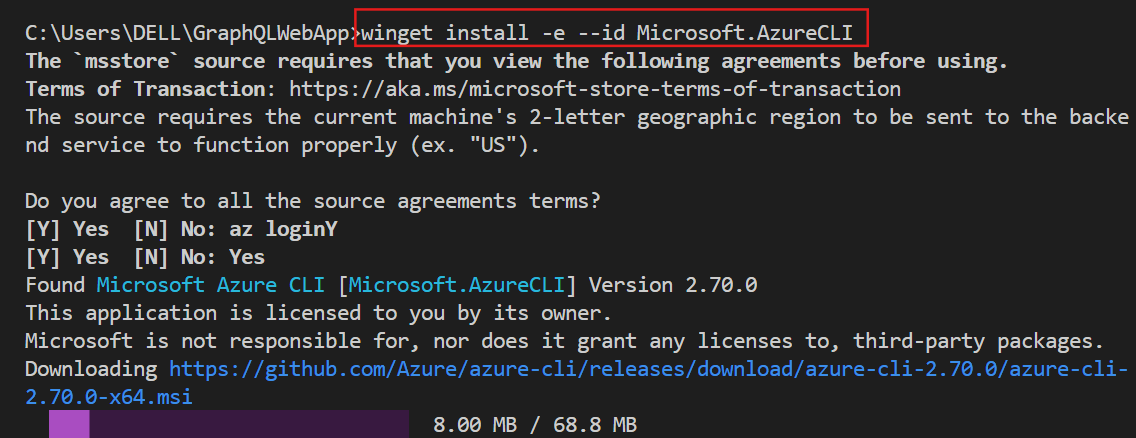 C:\Users\DELL\GraphQLWebApp>winget install -e --id Microsoft.AzureCLI
The `msstore` source requires that you view the following agreements before using.
Terms of Transaction: https://aka.ms/microsoft-store-terms-of-transaction
The source requires the current machine's 2-letter geographic region to be sent to the backe
nd service to function properly (ex. "US").
Do you agree to all the source agreements terms?
[Y] Yes  [N] No: az loginY
[Y] Yes  [N] No: Yes
Found Microsoft Azure CLI [Microsoft.AzureCLI] Version 2.70.0
This application is licensed to you by its owner.
Microsoft is not responsible for, nor does it grant any licenses to, third-party packages.
Downloading https://github.com/Azure/azure-cli/releases/download/azure-cli-2.70.0/azure-cli-
2.70.0-x64.msi
8.00 MB / 68.8 MB